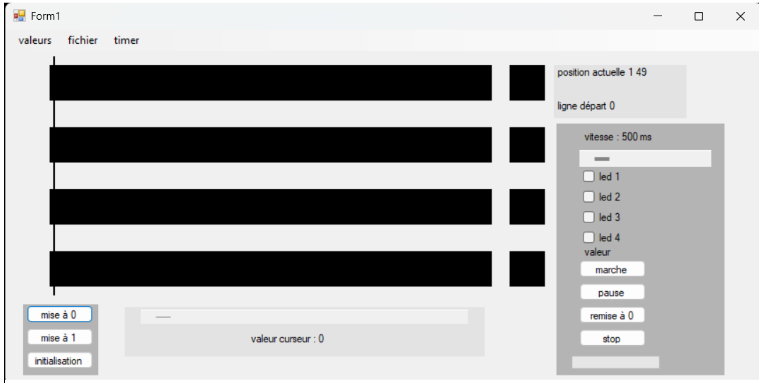 Form1
valeurs fichier timer
position actuelle 1 49
ligne départ 0
vitesse : 500 ms
led 1
led 2
led 3
led 4
valeur
marche
pause
remise à 0
stop
mise à 0
mise à 1
initialisation
valeur curseur : 0